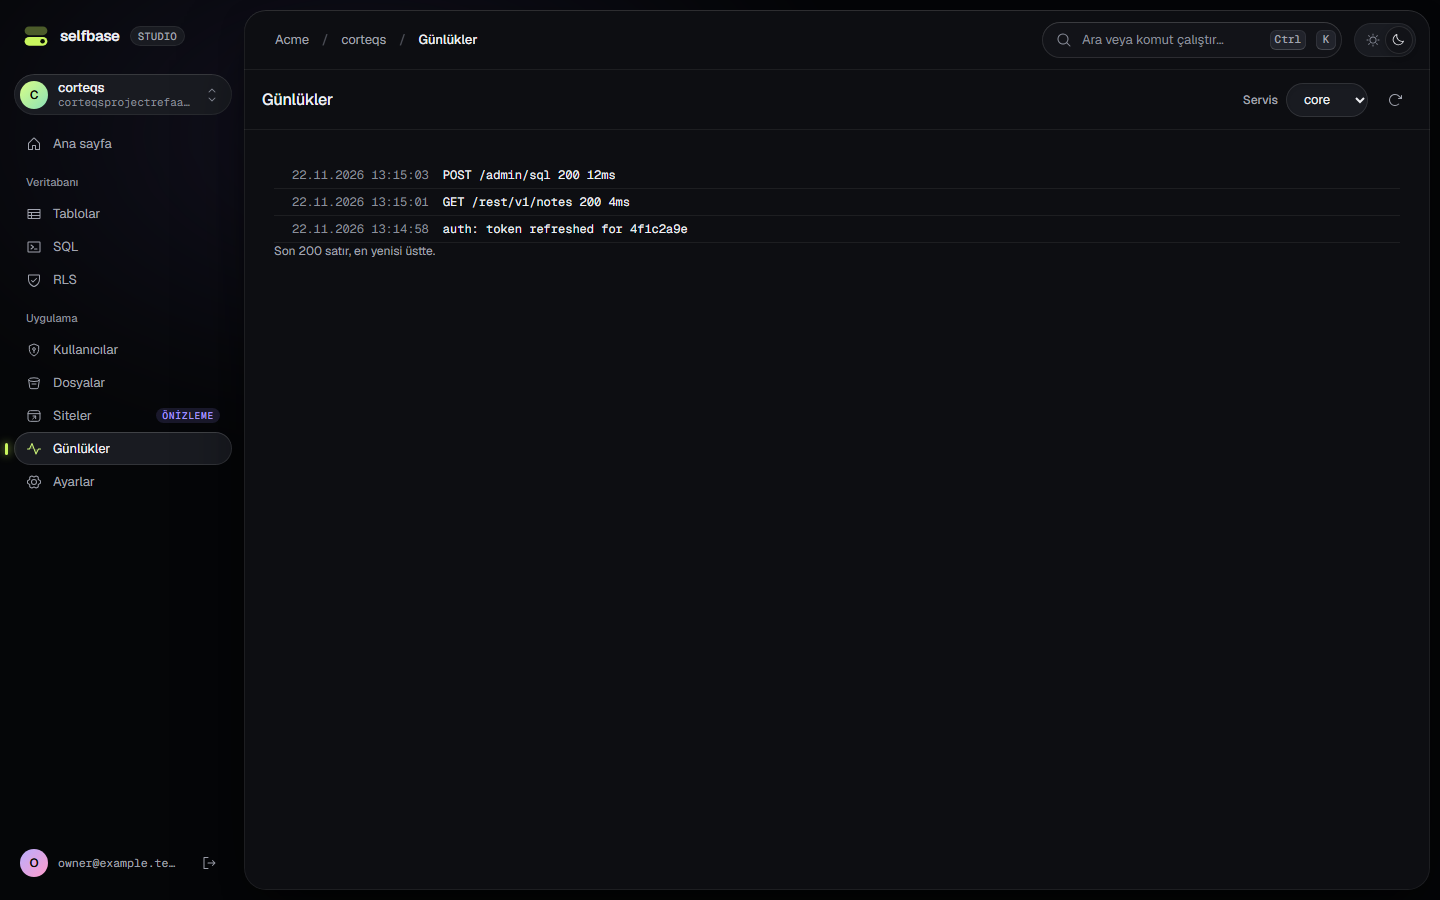 selfbase STUDIO
corteqs
corteqsprojectrefaa…
Ana sayfa
Veritabanı
Tablolar
SQL
RLS
Uygulama
Kullanıcılar
Dosyalar
Siteler ÖNİZLEME
Günlükler
Ayarlar
O owner@example.te…
Acme / corteqs / Günlükler
Ara veya komut çalıştır… Ctrl K
Günlükler
Servis core
22.11.2026 13:15:03 POST /admin/sql 200 12ms
22.11.2026 13:15:01 GET /rest/v1/notes 200 4ms
22.11.2026 13:14:58 auth: token refreshed for 4f1c2a9e
Son 200 satır, en yenisi üstte.